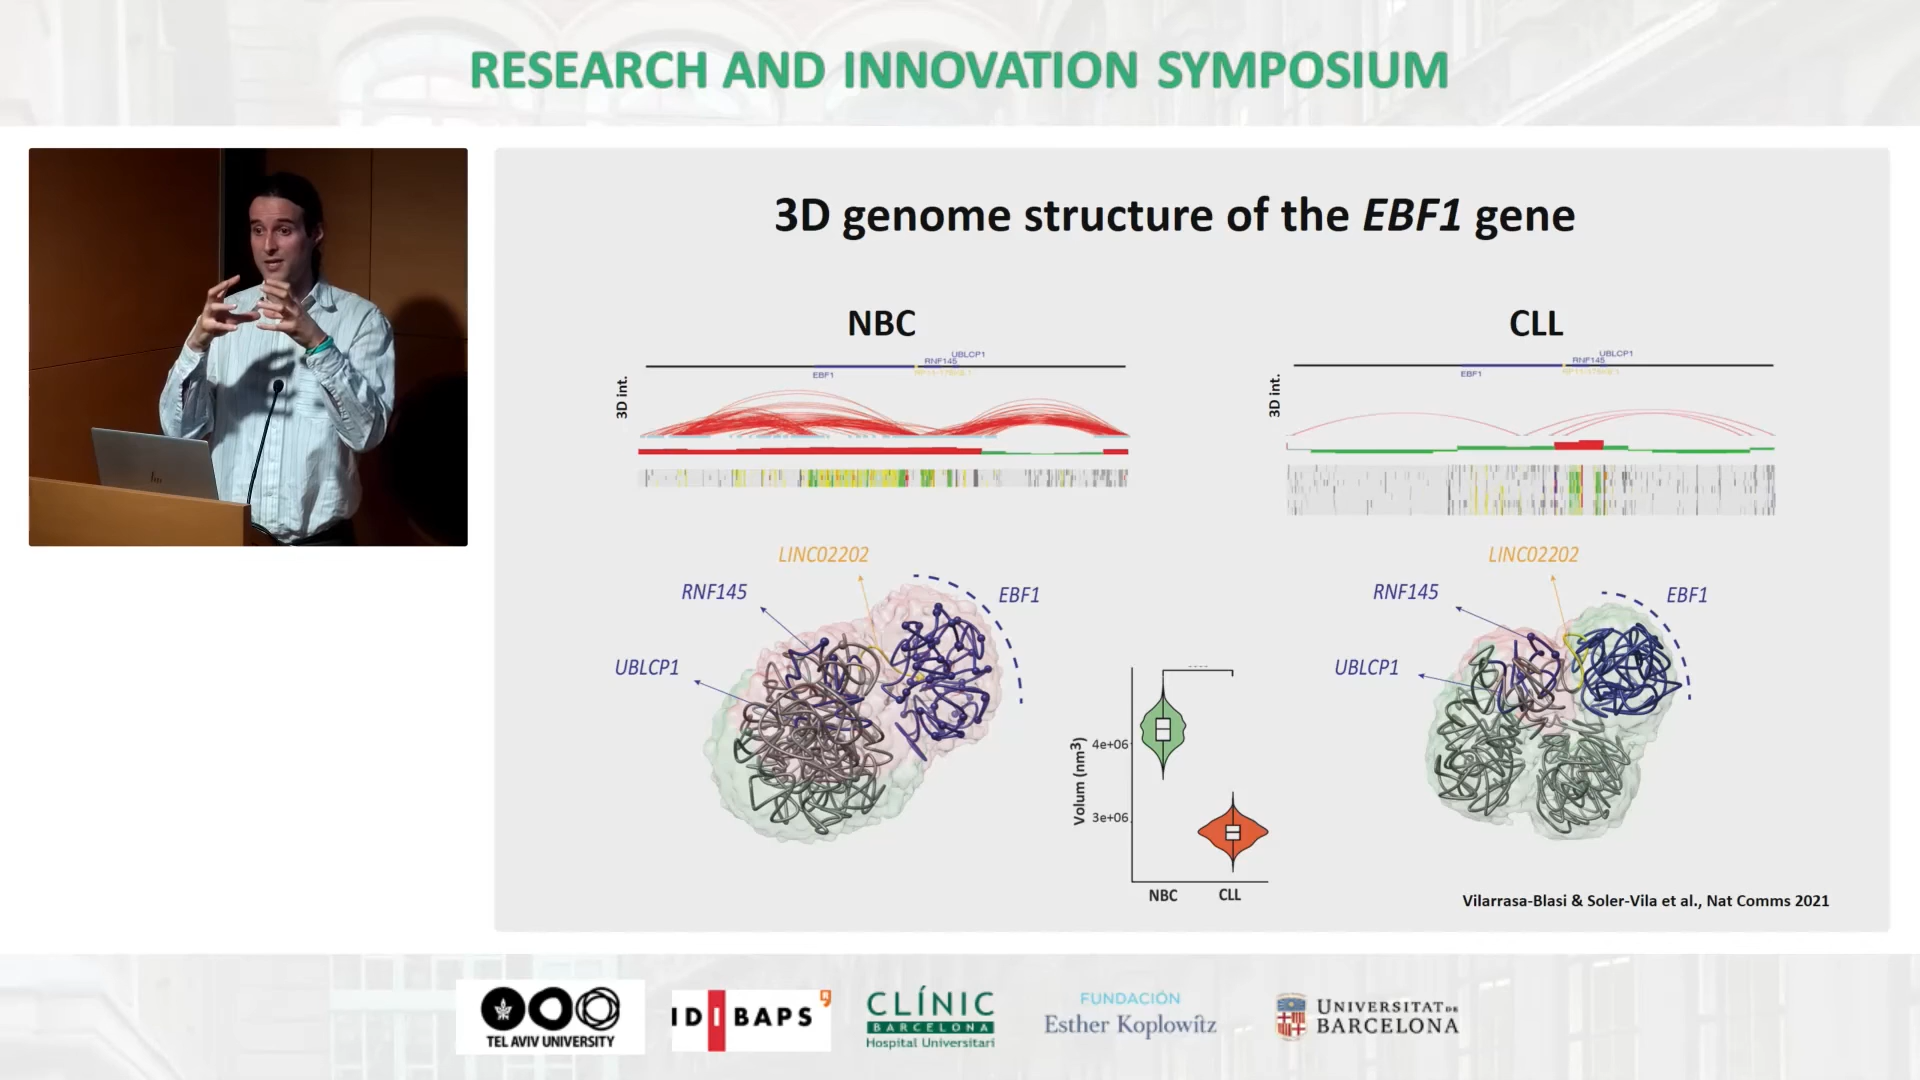 RESEARCH AND INNOVATION SYMPOSIUM
3D genome structure of the EBF1 gene
NBC
CLL
UBLCP1
RNF145
EBF1
3D int.
UBLCP1
RNF145
EBF1
3D int.
LINC02202
RNF145
EBF1
UBLCP1
LINC02202
RNF145
EBF1
UBLCP1
Volum (nm³)
4e+06
3e+06
NBC CLL
Vilarrasa-Blasi & Soler-Vila et al., Nat Comms 2021
TEL AVIV UNIVERSITY
IDIBAPS
CLÍNIC
BARCELONA
Hospital Universitari
FUNDACIÓN
Esther Koplowitz
UNIVERSITAT DE
BARCELONA